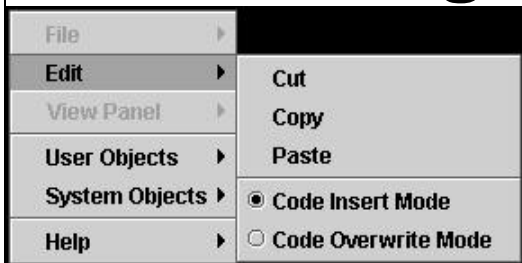 File
Edit
View Panel
User Objects
System Objects
Help
Cut
Copy
Paste
Code Insert Mode
Code Overwrite Mode